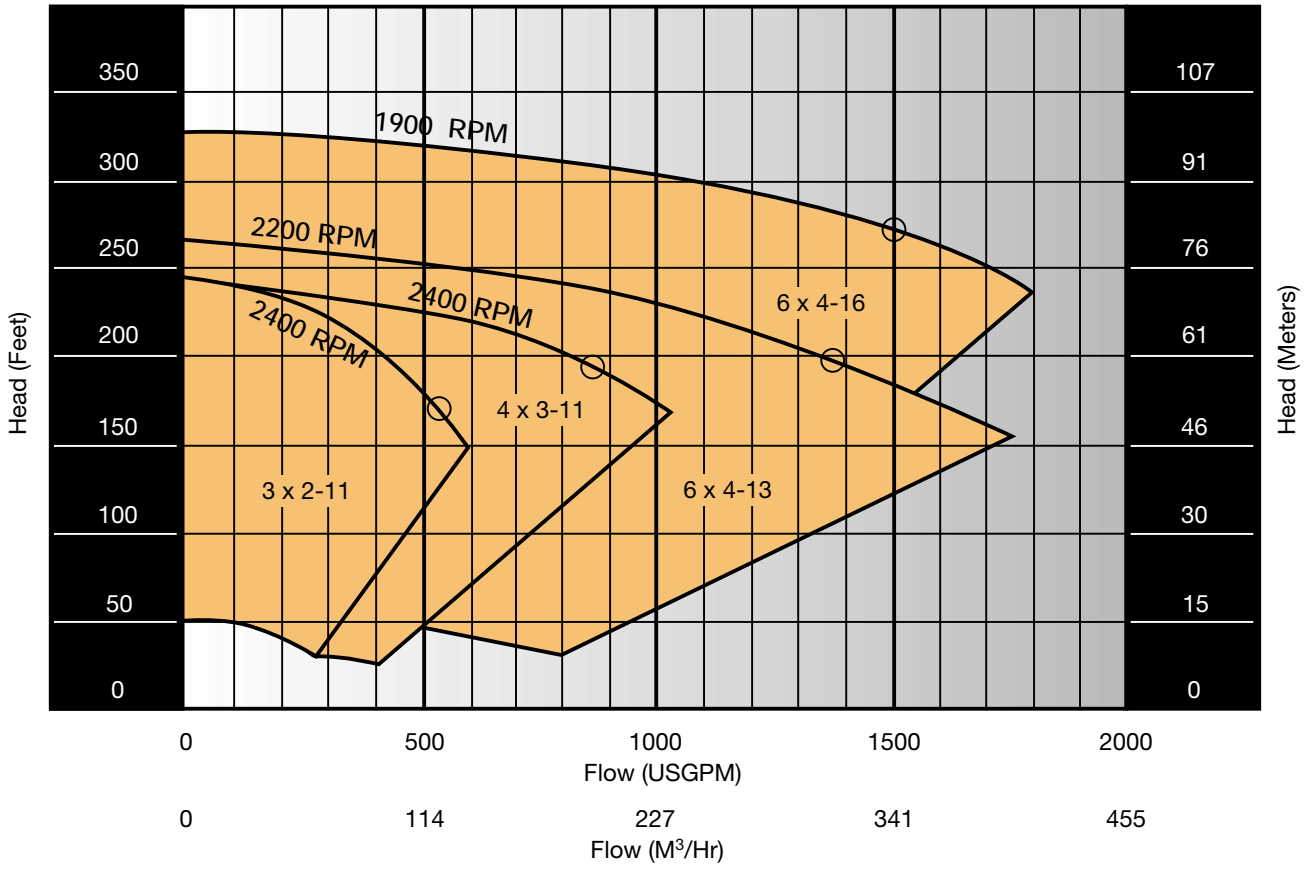 350
300
250
200
150
100
50
0
Head (Feet)
1900 RPM
2200 RPM
2400 RPM
2400 RPM
6 x 4-16
4 x 3-11
3 x 2-11
6 x 4-13
107
91
76
61
46
30
15
0
Head (Meters)
0 500 1000 1500 2000
Flow (USGPM)
0 114 227 341 455
Flow (M³/Hr)